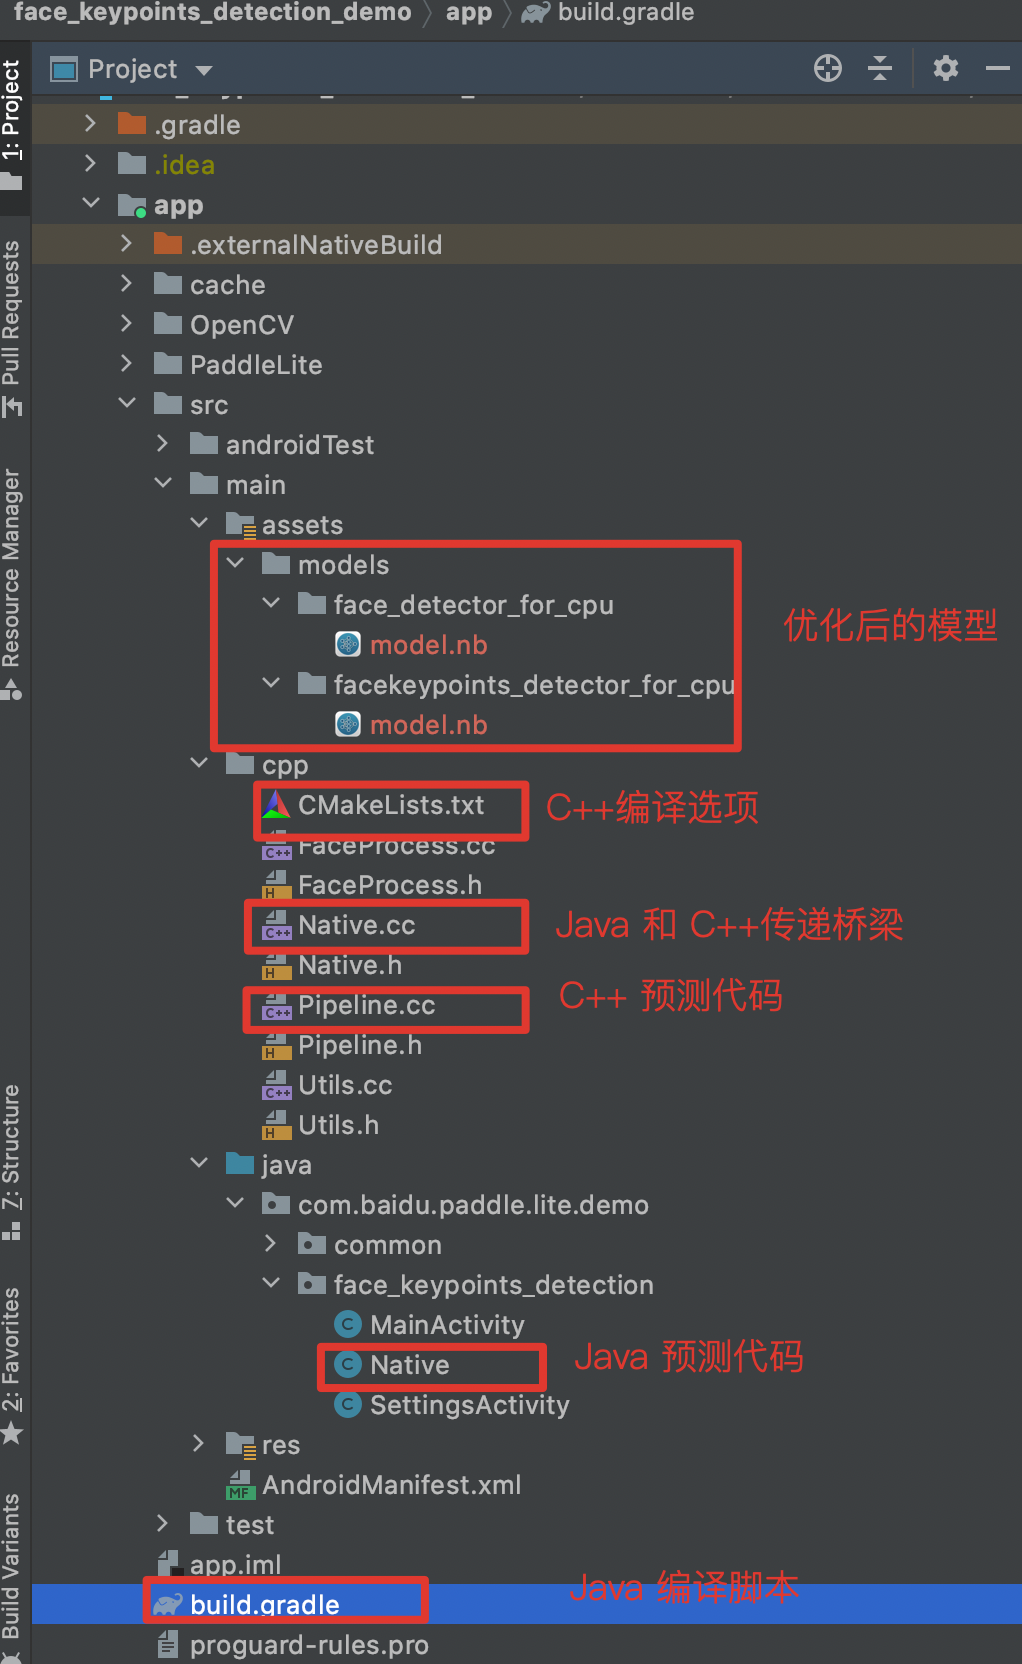 face_keypoints_detection_demo app build.gradle
Project
1: Project
Pull Requests
Resource Manager
7: Structure
2: Favorites
Build Variants
.gradle
.idea
app
.externalNativeBuild
cache
OpenCV
PaddleLite
src
androidTest
main
assets
models
face_detector_for_cpu
优化后的模型
model.nb
facekeypoints_detector_for_cpu
model.nb
cpp
CMakeLists.txt C++编译选项
C++ FaceProcess.cc
H FaceProcess.h
C++ Native.cc Java 和 C++传递桥梁
H Native.h
C++ Pipeline.cc C++ 预测代码
H Pipeline.h
C++ Utils.cc
H Utils.h
java
com.baidu.paddle.lite.demo
common
face_keypoints_detection
C MainActivity
C Native Java 预测代码
C SettingsActivity
res
MF AndroidManifest.xml
test
app.iml
build.gradle Java 编译脚本
proguard-rules.pro